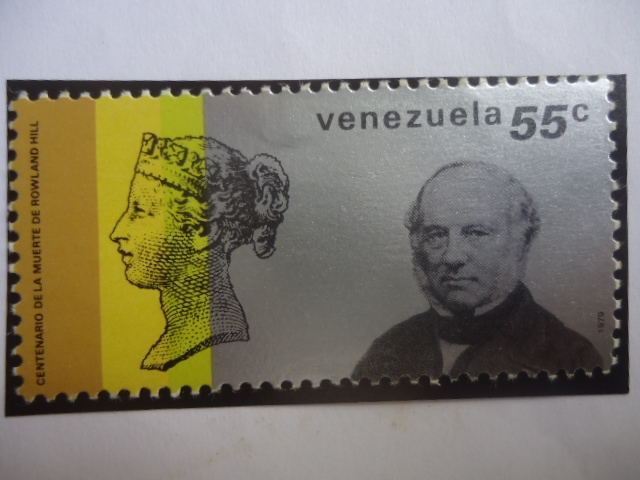 venezuela 55c
CENTENARIO DE LA MUERTE DE ROWLAND HILL
1979